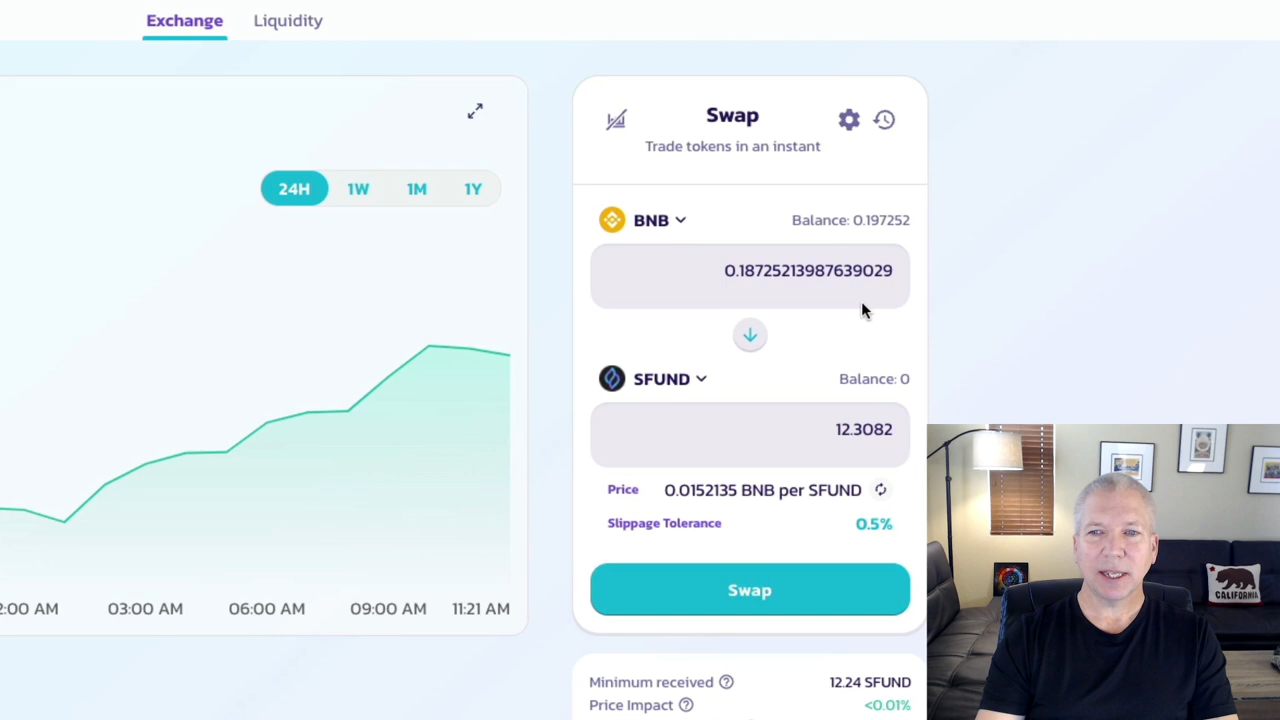 Exchange Liquidity
24H 1W 1M 1Y
:00 AM 03:00 AM 06:00 AM 09:00 AM 11:21 AM
Swap
Trade tokens in an instant
BNB Balance: 0.197252
0.18725213987639029
SFUND Balance: 0
12.3082
Price 0.0152135 BNB per SFUND
Slippage Tolerance 0.5%
Swap
Minimum received 12.24 SFUND
Price Impact <0.01%
CALIFORNIA